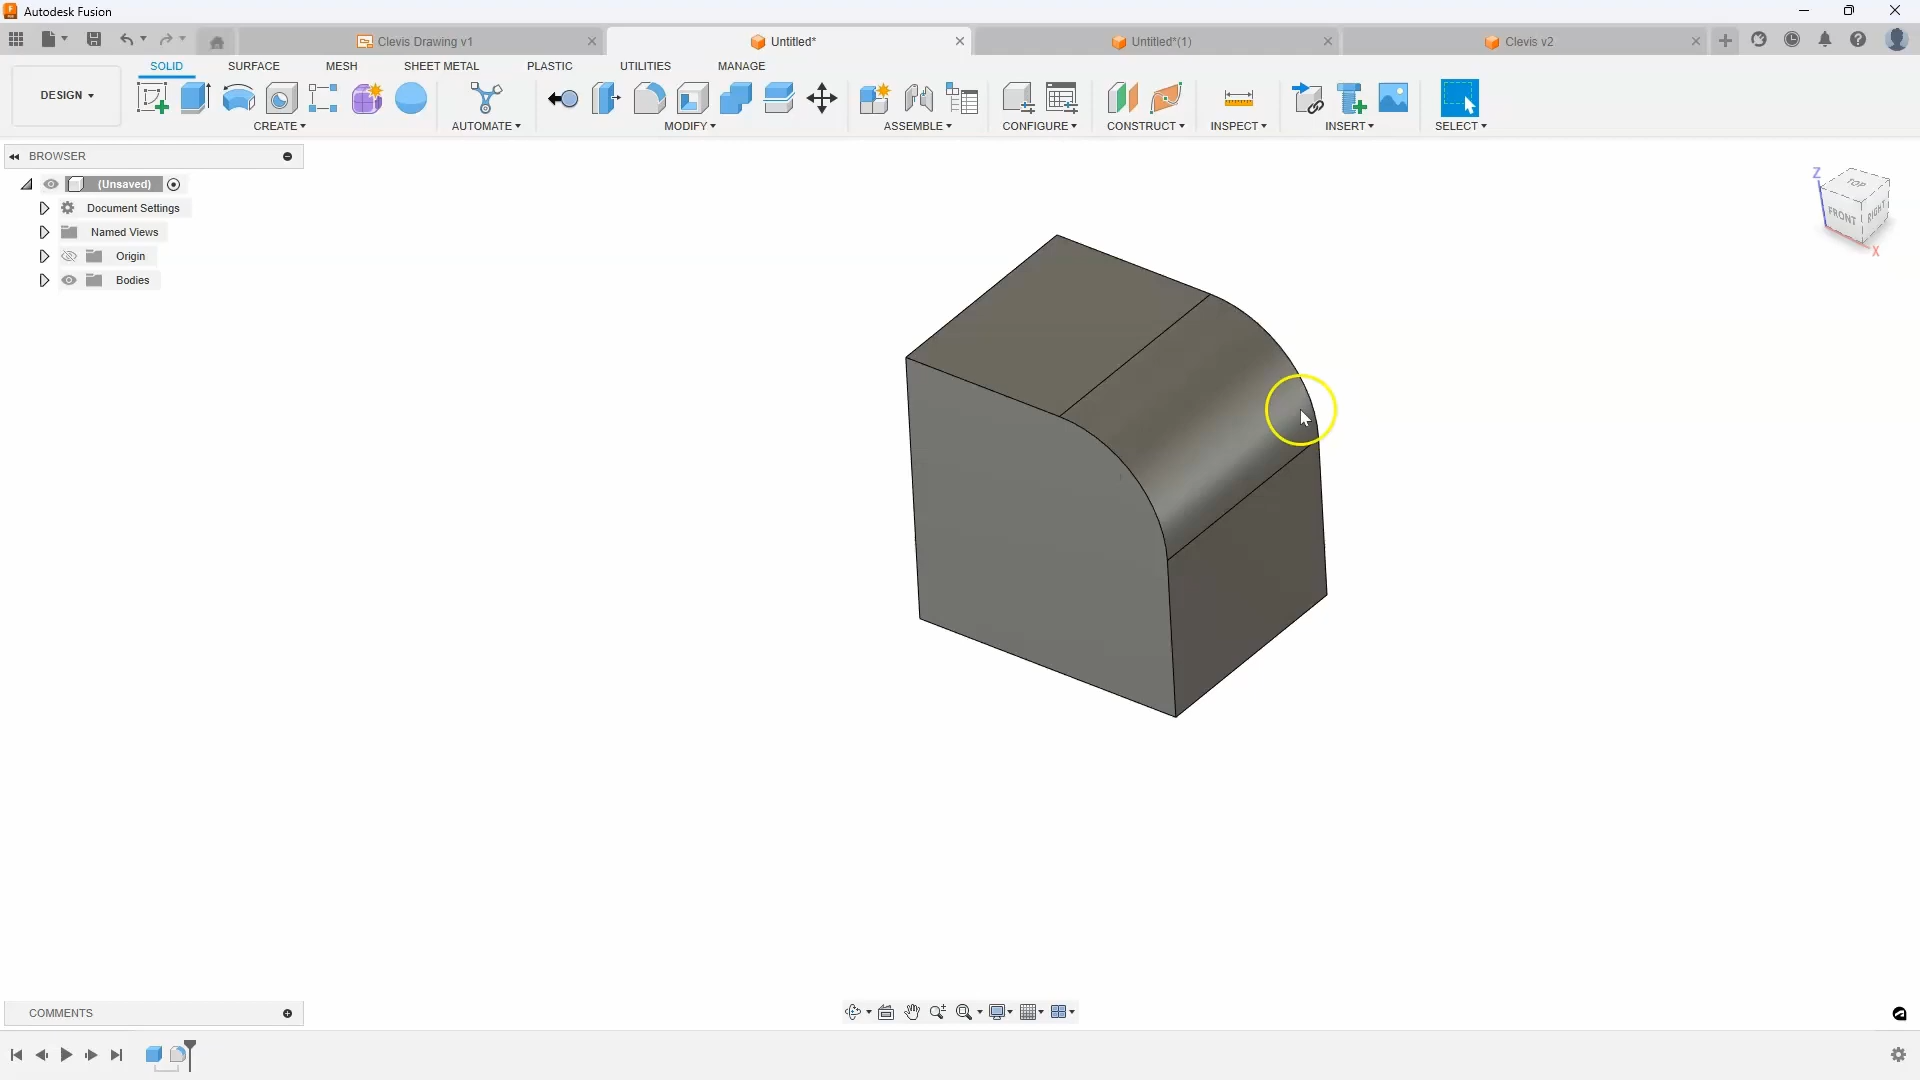 Autodesk Fusion
Clevis Drawing v1
Untitled*
Untitled*(1)
Clevis v2
DESIGN
SOLID
SURFACE
MESH
SHEET METAL
PLASTIC
UTILITIES
MANAGE
CREATE
AUTOMATE
MODIFY
ASSEMBLE
CONFIGURE
CONSTRUCT
INSPECT
INSERT
SELECT
BROWSER
(Unsaved)
Document Settings
Named Views
Origin
Bodies
Z
TOP
FRONT
RIGHT
X
COMMENTS